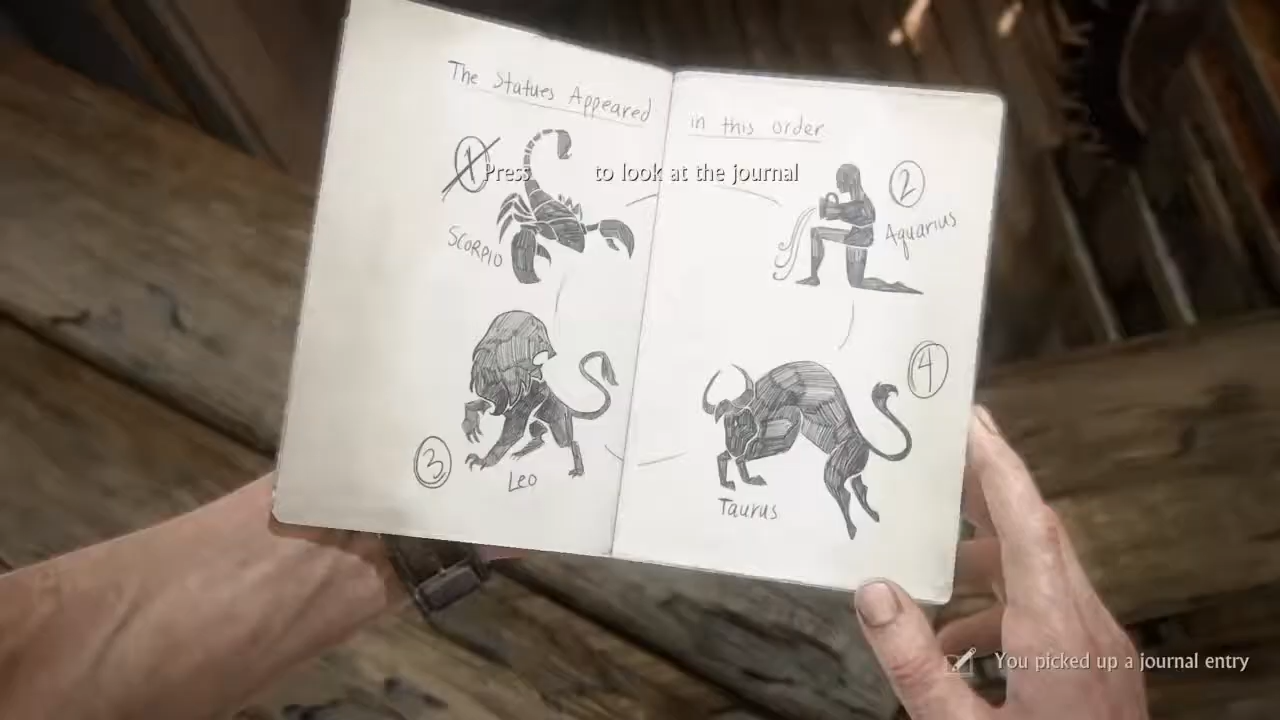 The Statues Appeared
in this order
1
Press to look at the journal
2
SCORPIO
Aquarius
3
Leo
4
Taurus
You picked up a journal entry